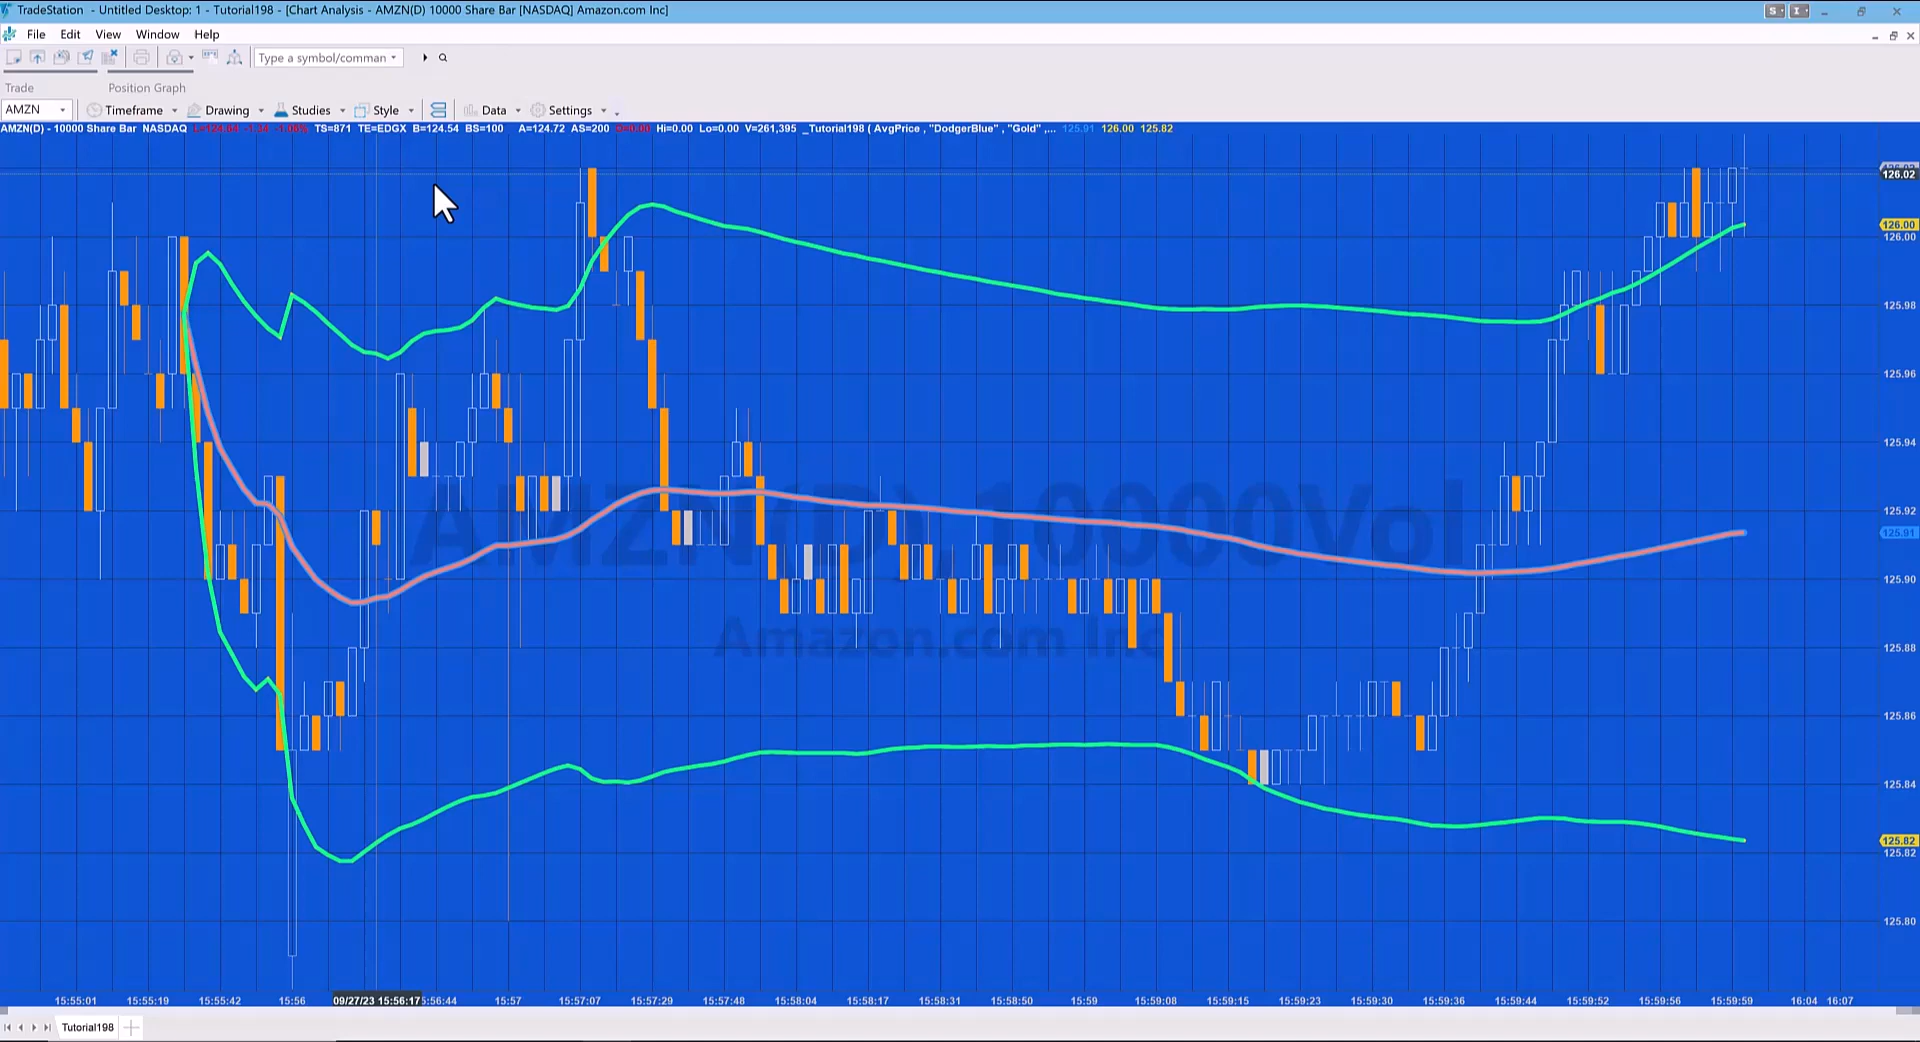 TradeStation - Untitled Desktop: 1 - Tutorial198 - [Chart Analysis - AMZN(D) 10000 Share Bar [NASDAQ] Amazon.com Inc]
S I
File Edit View Window Help
Type a symbol/comman
Trade Position Graph
AMZN Timeframe Drawing Studies Style Data Settings
AMZN(D) - 10000 Share Bar NASDAQ TS=871 TE=EDGX B=124.54 BS=100 A=124.72 AS=200 Hi=0.00 Lo=0.00 V=261,395 _Tutorial198 ( AvgPrice , "DodgerBlue" , "Gold" ,... 125.91 126.00 125.82
126.02
126.00
126.00
125.98
125.96
125.94
125.92
125.91
125.90
125.88
125.86
125.84
125.82
125.82
125.80
AMZN(D), 10000Vol
Amazon.com Inc
15:55:01 15:55:19 15:55:42 15:56 09/27/23 15:56:17 5:56:44 15:57 15:57:07 15:57:29 15:57:48 15:58:04 15:58:17 15:58:31 15:58:50 15:59 15:59:08 15:59:15 15:59:23 15:59:30 15:59:36 15:59:44 15:59:52 15:59:56 15:59:59 16:04 16:07
Tutorial198